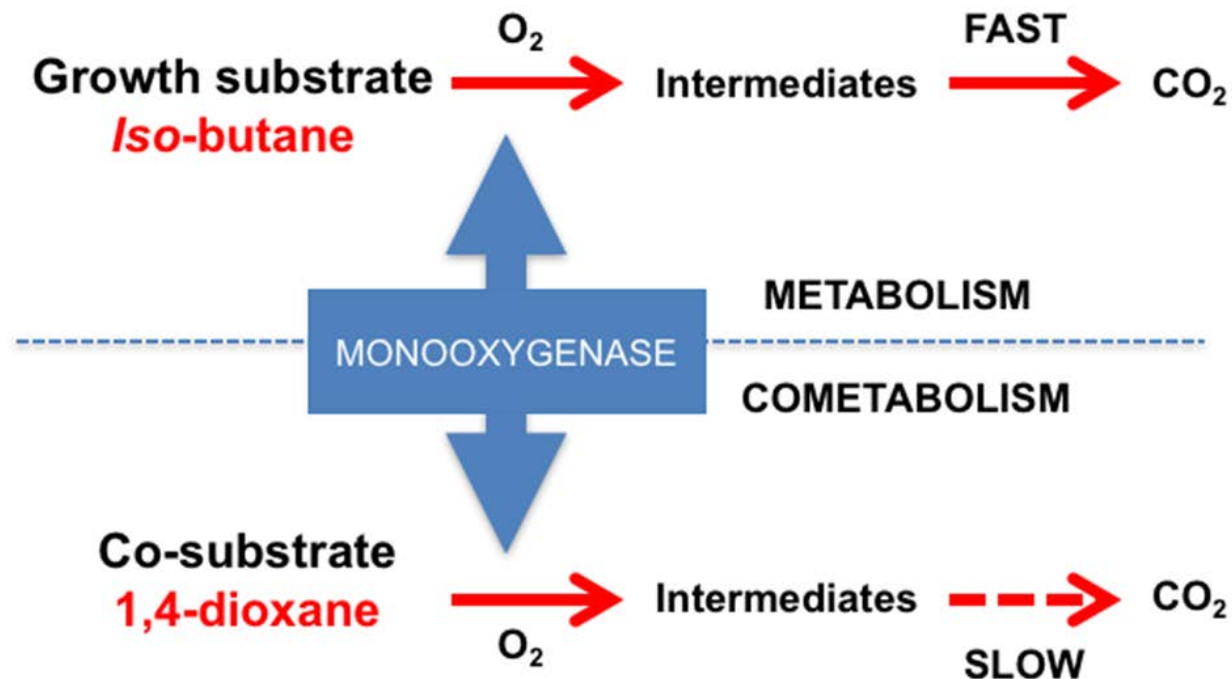 O₂
FAST
Growth substrate
Intermediates
CO₂
Iso-butane
METABOLISM
MONOOXYGENASE
COMETABOLISM
Co-substrate
1,4-dioxane
Intermediates
CO₂
O₂
SLOW